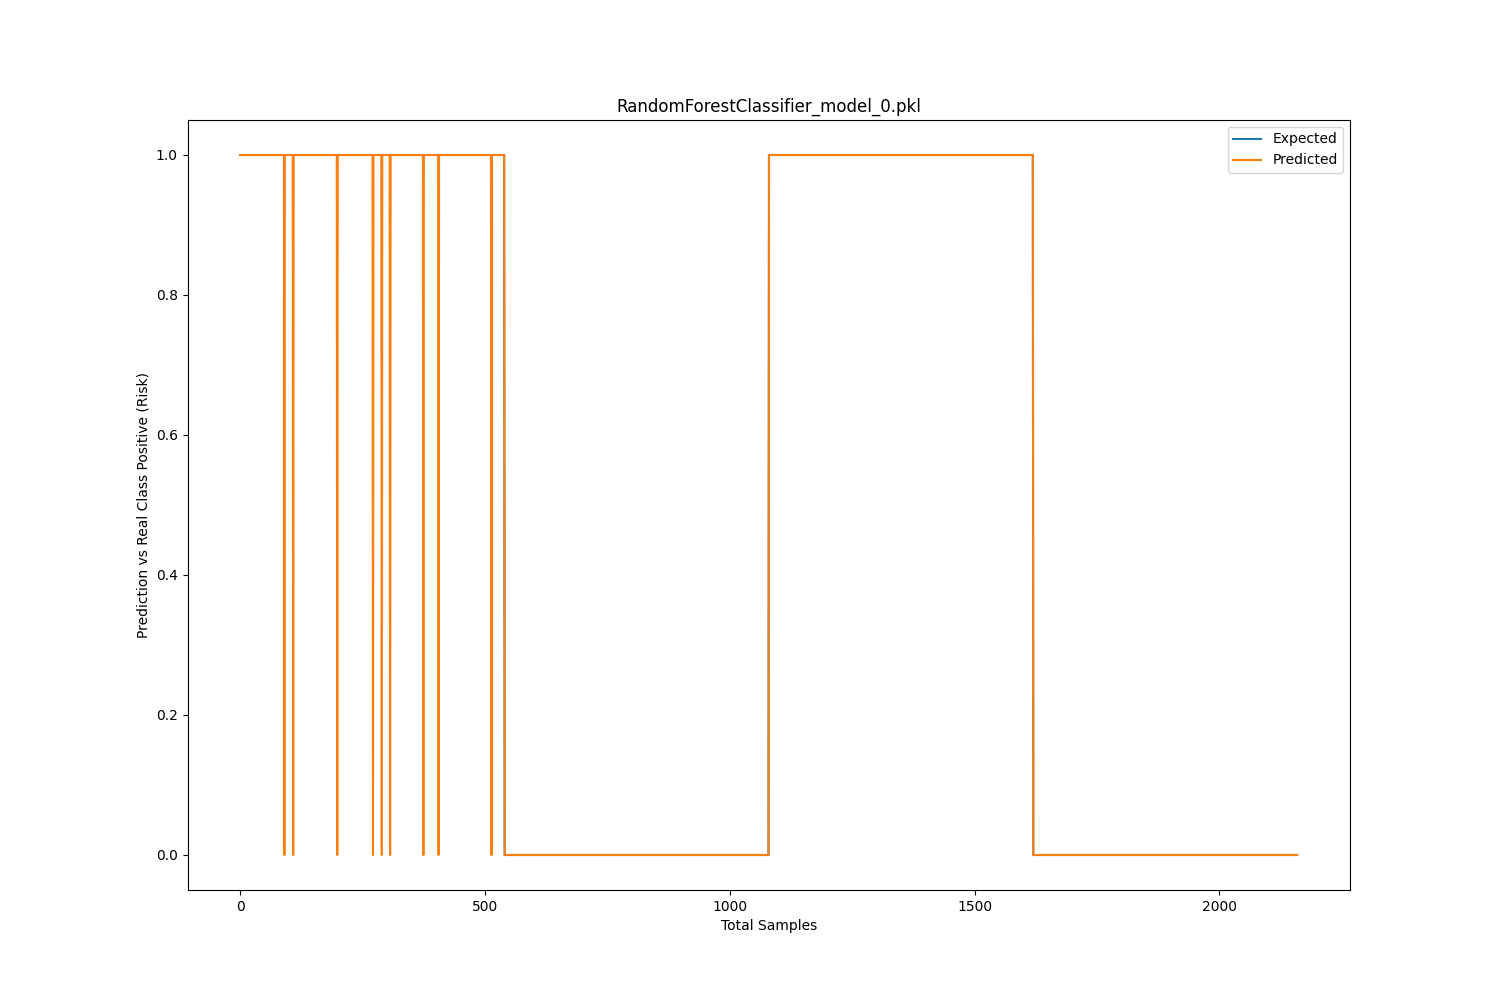 RandomForestClassifier_model_0.pkl
Expected
Predicted
1.0
0.8
0.6
0.4
0.2
0.0
Prediction vs Real Class Positive (Risk)
0
500
1000
1500
2000
Total Samples